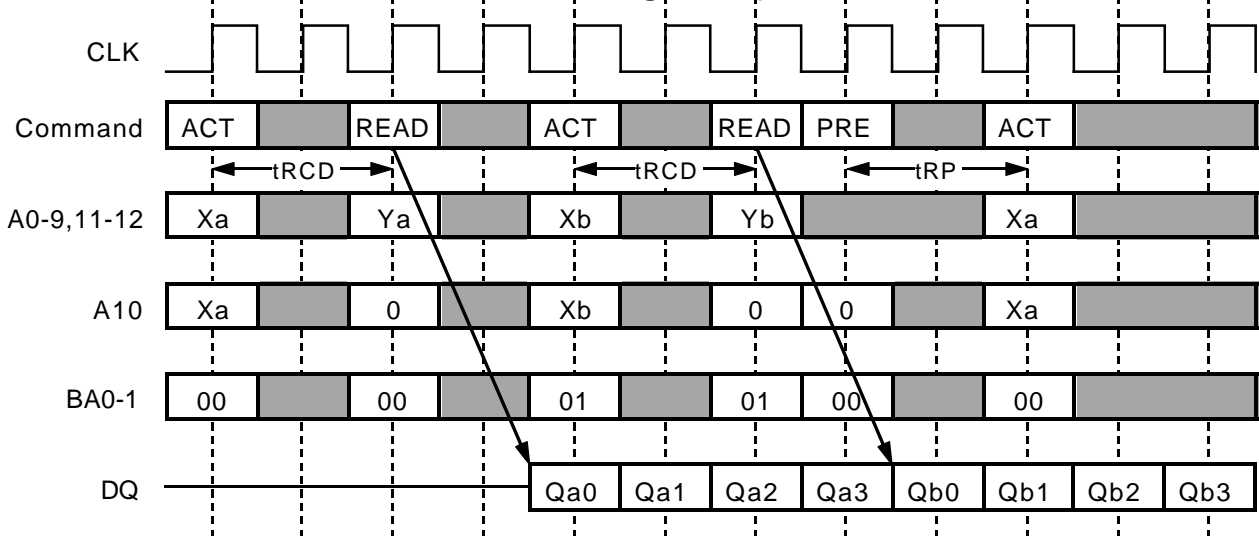 CLK
Command ACT READ ACT READ PRE ACT
tRCD tRCD tRP
A0-9,11-12 Xa Ya Xb Yb Xa
A10 Xa 0 Xb 0 0 Xa
BA0-1 00 00 01 01 00 00
DQ Qa0 Qa1 Qa2 Qa3 Qb0 Qb1 Qb2 Qb3